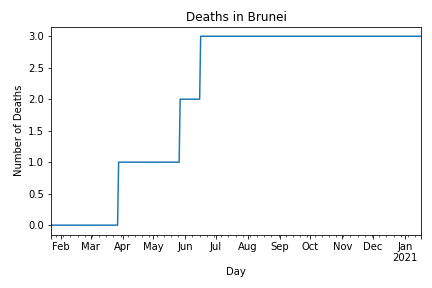 Deaths in Brunei
3.0
2.5
2.0
1.5
1.0
0.5
0.0
Number of Deaths
Feb Mar Apr May Jun Jul Aug Sep Oct Nov Dec Jan
2021
Day